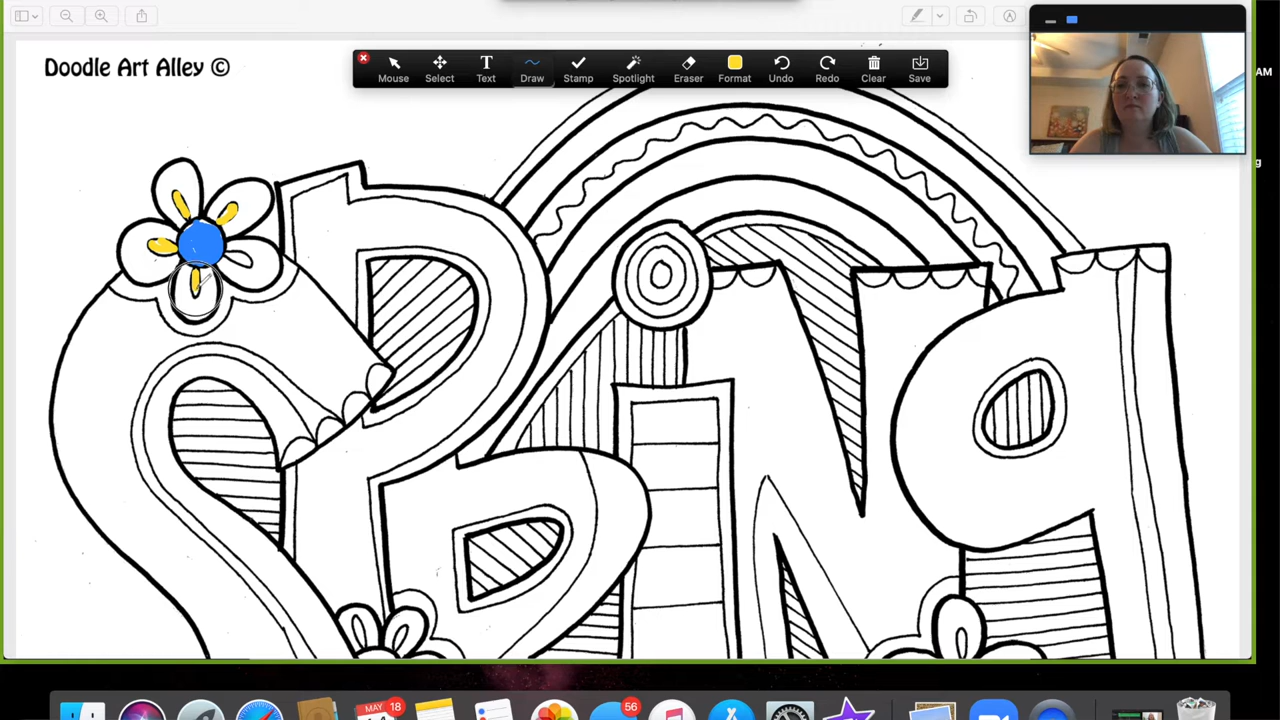 Doodle Art Alley ©
Mouse Select Text Draw Stamp Spotlight Eraser Format Undo Redo Clear Save
AM
g
SPRiNg
MAY 18
56